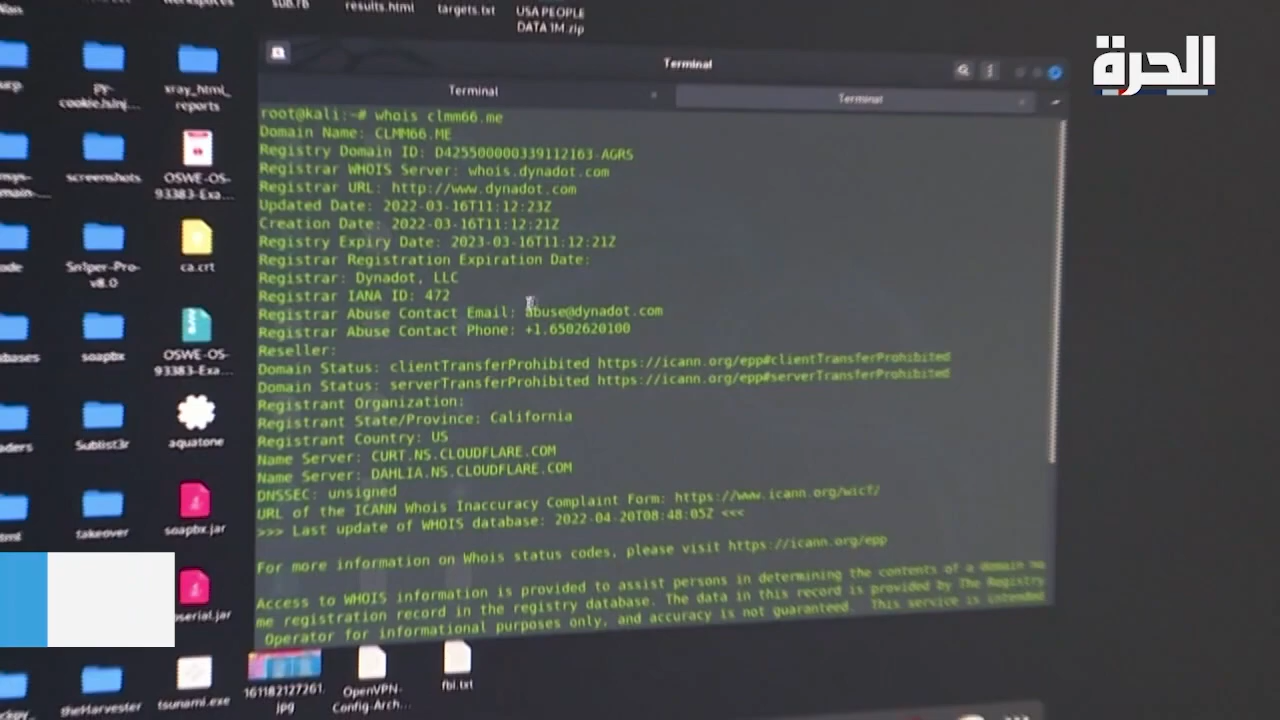 results.html
targets.txt
USA PEOPLE
DATA 1M.zip
الحرة
Terminal
Terminal
Terminal
root@kali:~# whois clmm66.me
Domain Name: CLMM66.ME
Registry Domain ID: D425500000339112163-AGRS
Registrar WHOIS Server: whois.dynadot.com
Registrar URL: http://www.dynadot.com
Updated Date: 2022-03-16T11:12:23Z
Creation Date: 2022-03-16T11:12:21Z
Registry Expiry Date: 2023-03-16T11:12:21Z
Registrar Registration Expiration Date:
Registrar: Dynadot, LLC
Registrar IANA ID: 472
Registrar Abuse Contact Email: abuse@dynadot.com
Registrar Abuse Contact Phone: +1.6502620100
Reseller:
Domain Status: clientTransferProhibited https://icann.org/epp#clientTransferProhibited
Domain Status: serverTransferProhibited https://icann.org/epp#serverTransferProhibited
Registrant Organization:
Registrant State/Province: California
Registrant Country: US
Name Server: CURT.NS.CLOUDFLARE.COM
Name Server: DAHLIA.NS.CLOUDFLARE.COM
DNSSEC: unsigned
URL of the ICANN Whois Inaccuracy Complaint Form: https://www.icann.org/wicf/
>>> Last update of WHOIS database: 2022-04-20T08:48:05Z <<<
For more information on Whois status codes, please visit https://icann.org/epp
Access to WHOIS information is provided to assist persons in determining the contents of a domain na
me registration record in the registry database. The data in this record is provided by The Registry
Operator for informational purposes only, and accuracy is not guaranteed. This service is intended
xray_html_
reports
screenshots
OSWE-OS-
93383-Exa...
Sn1per-Pro-
v8.0
ca.crt
soapbx
OSWE-OS-
93383-Exa...
Sublist3r
aquatone
takeover
soapbx.jar
theHarvester
tsunami.exe
161182127261.
jpg
OpenVPN-
Config-Arch...
fbi.txt